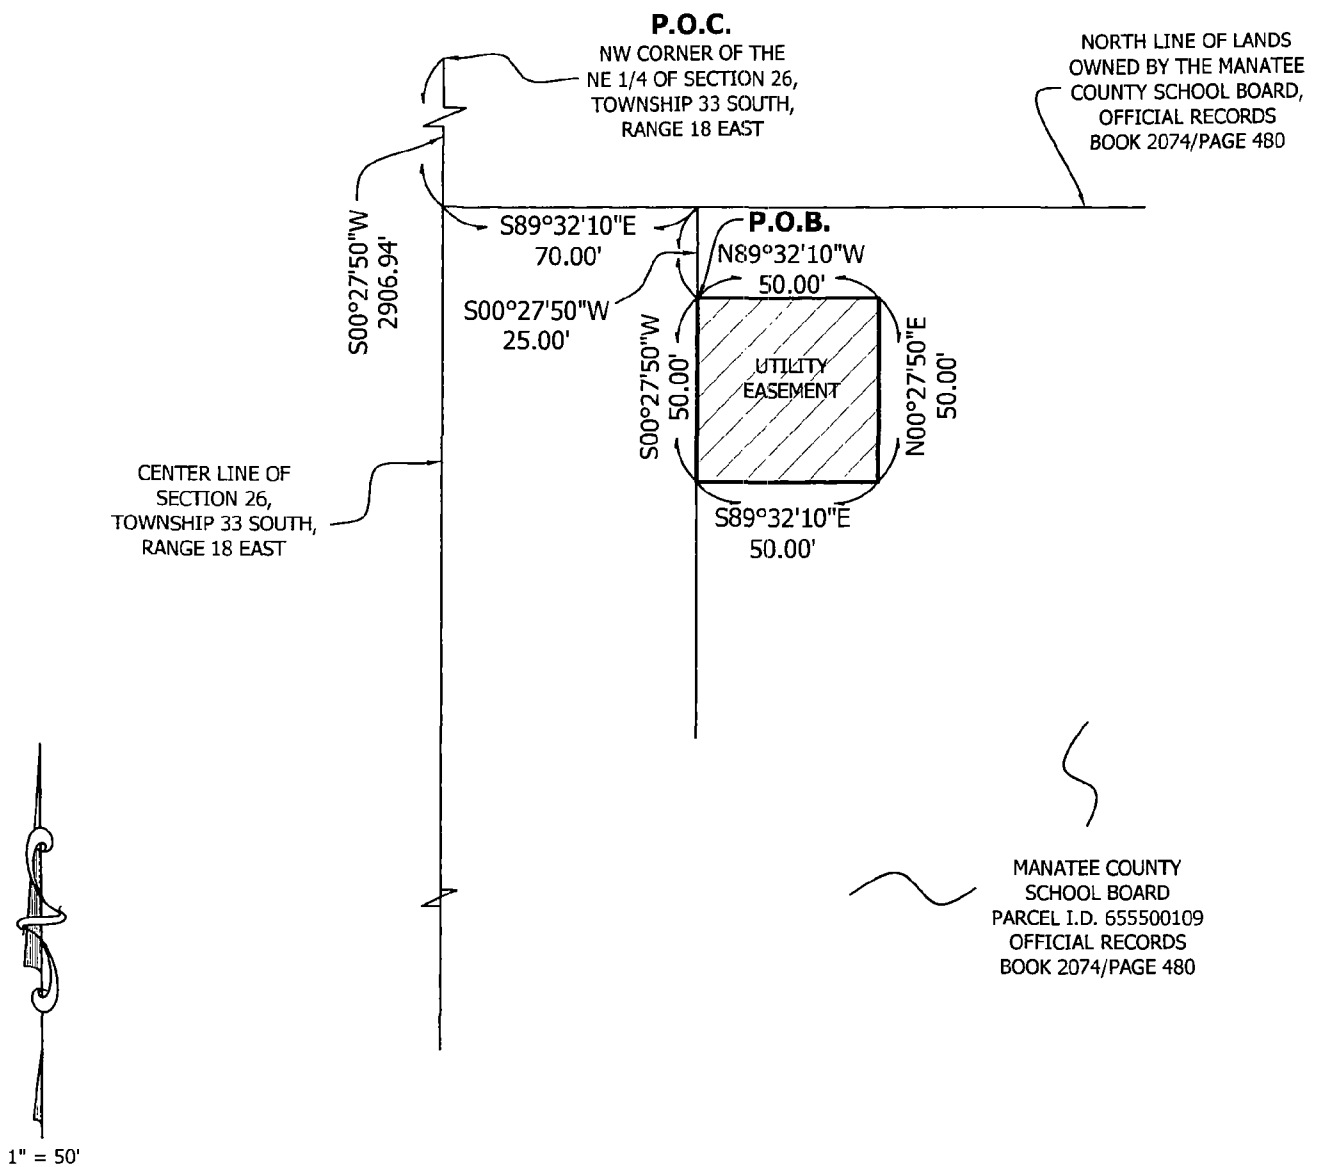 P.O.C.
NW CORNER OF THE
NE 1/4 OF SECTION 26,
TOWNSHIP 33 SOUTH,
RANGE 18 EAST
NORTH LINE OF LANDS
OWNED BY THE MANATEE
COUNTY SCHOOL BOARD,
OFFICIAL RECORDS
BOOK 2074/PAGE 480
S00°27'50"W
2906.94'
S89°32'10"E
70.00'
P.O.B.
N89°32'10"W
50.00'
S00°27'50"W
25.00'
S00°27'50"W
50.00'
UTILITY
EASEMENT
N00°27'50"E
50.00'
S89°32'10"E
50.00'
CENTER LINE OF
SECTION 26,
TOWNSHIP 33 SOUTH,
RANGE 18 EAST
MANATEE COUNTY
SCHOOL BOARD
PARCEL I.D. 655500109
OFFICIAL RECORDS
BOOK 2074/PAGE 480
1" = 50'